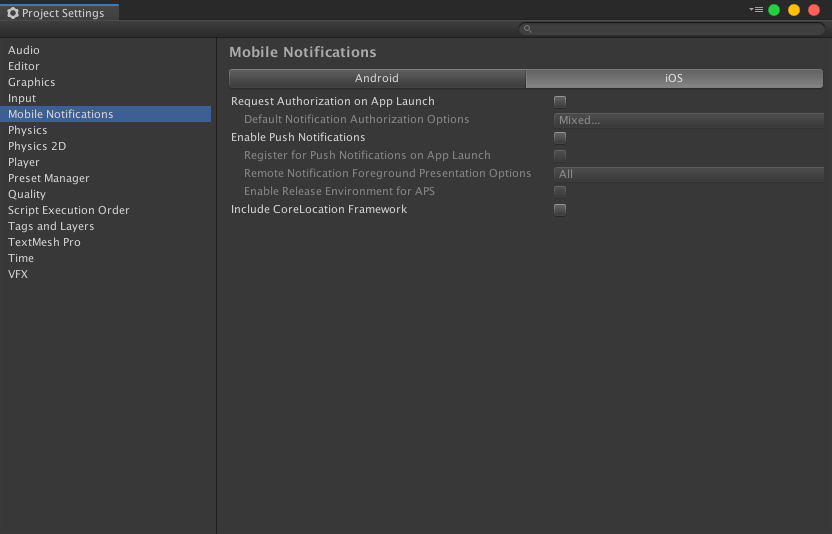 Project Settings
Audio
Editor
Graphics
Input
Mobile Notifications
Physics
Physics 2D
Player
Preset Manager
Quality
Script Execution Order
Tags and Layers
TextMesh Pro
Time
VFX
Mobile Notifications
Android iOS
Request Authorization on App Launch
Default Notification Authorization Options Mixed...
Enable Push Notifications
Register for Push Notifications on App Launch
Remote Notification Foreground Presentation Options All
Enable Release Environment for APS
Include CoreLocation Framework